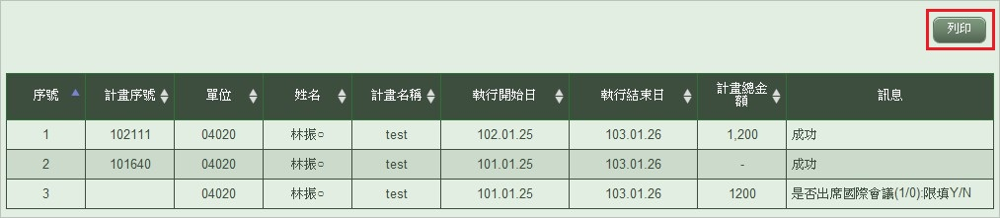 列印
序號 計畫序號 單位 姓名 計畫名稱 執行開始日 執行結束日 計畫總金額 訊息
1 102111 04020 林振○ test 102.01.25 103.01.26 1,200 成功
2 101640 04020 林振○ test 101.01.25 103.01.26 - 成功
3 04020 林振○ test 101.01.25 103.01.26 1200 是否出席國際會議(1/0):限填Y/N